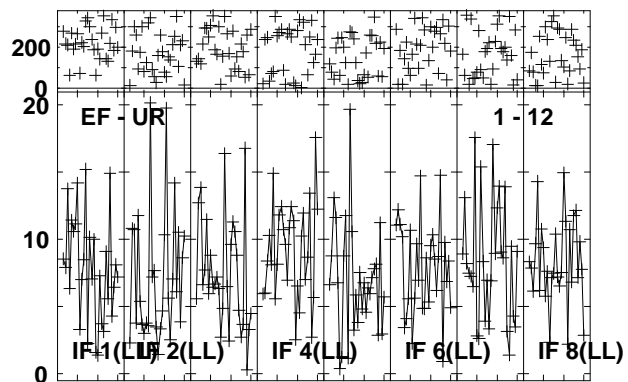 200
0
20
EF - UR 1 - 12
10
0
IF 1(LL) IF 2(LL) IF 4(LL) IF 6(LL) IF 8(LL)